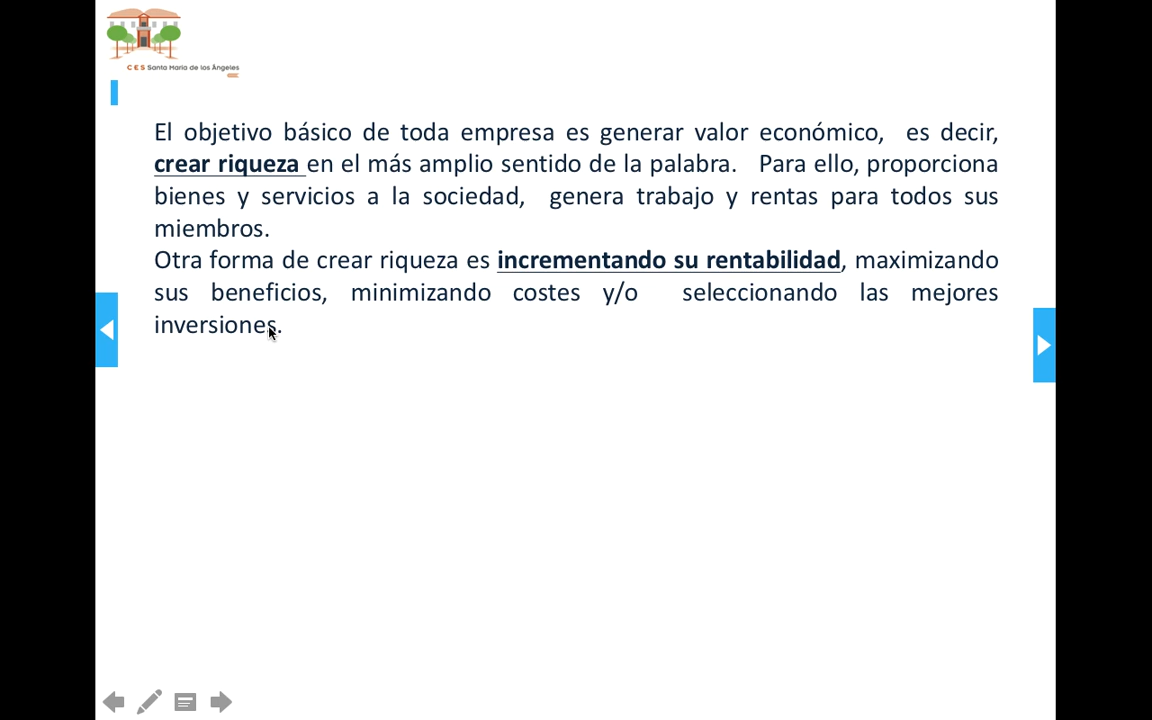 CES Santa María de los Ángeles
El objetivo básico de toda empresa es generar valor económico, es decir,
crear riqueza en el más amplio sentido de la palabra. Para ello, proporciona
bienes y servicios a la sociedad, genera trabajo y rentas para todos sus
miembros.
Otra forma de crear riqueza es incrementando su rentabilidad, maximizando
sus beneficios, minimizando costes y/o seleccionando las mejores
inversiones.